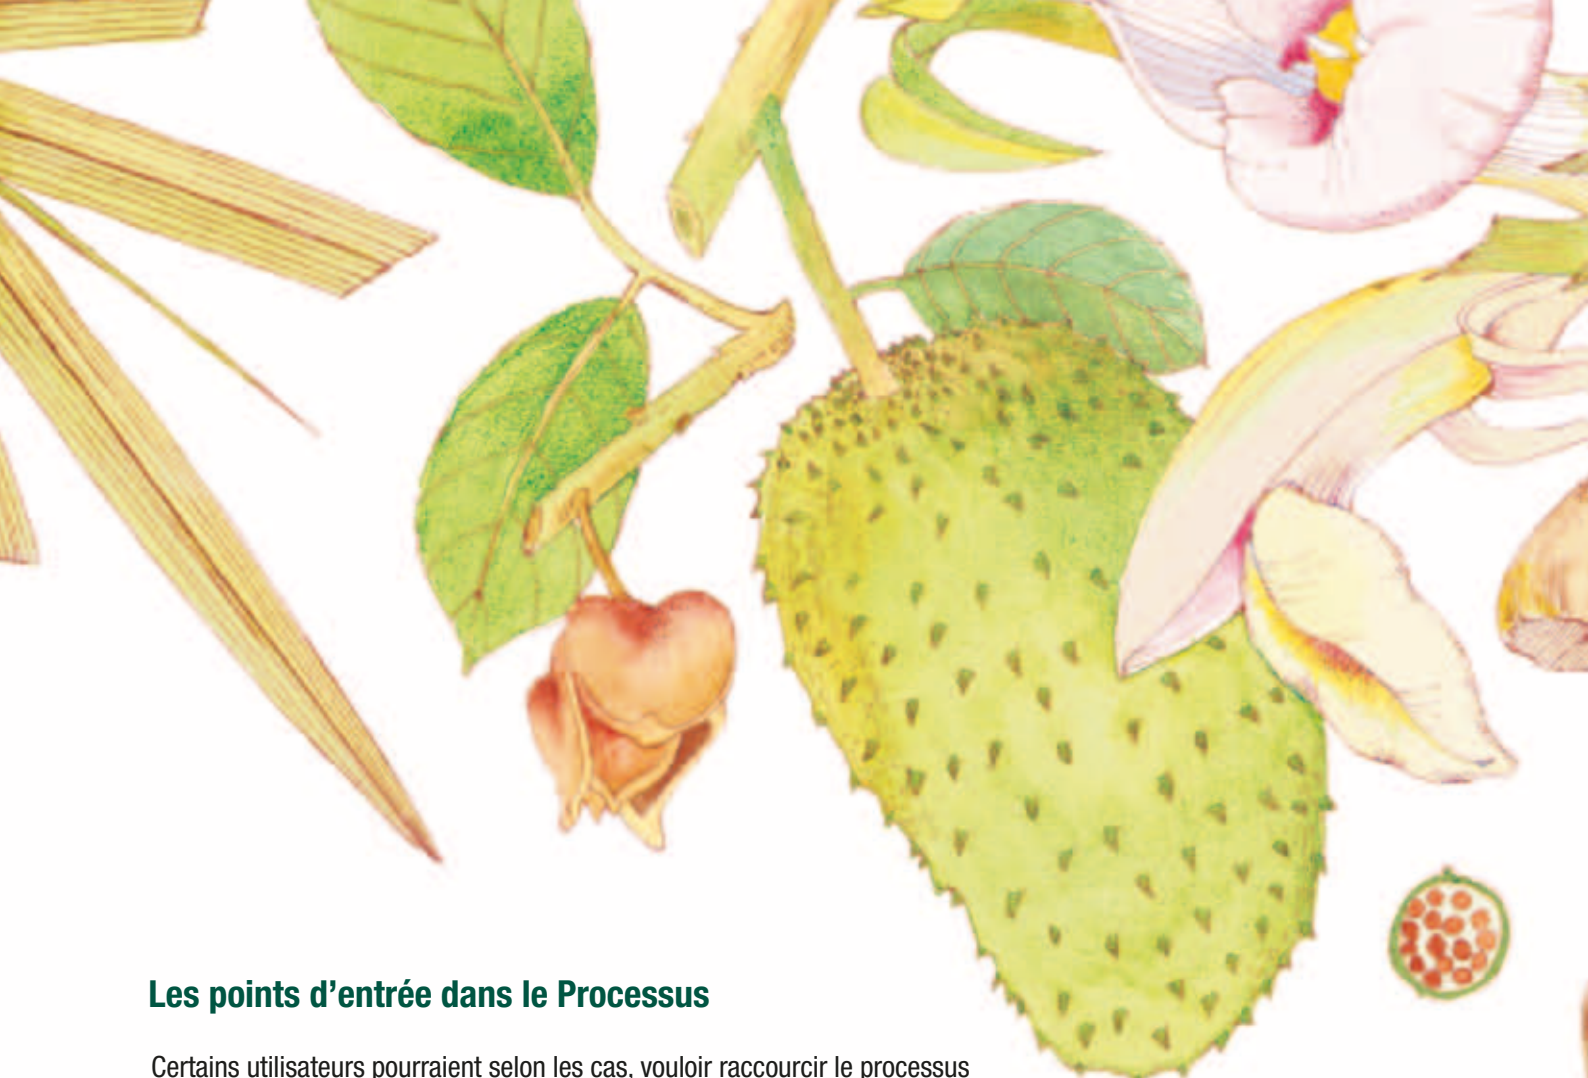 Les points d’entrée dans le Processus
Certains utilisateurs pourraient selon les cas, vouloir raccourcir le processus